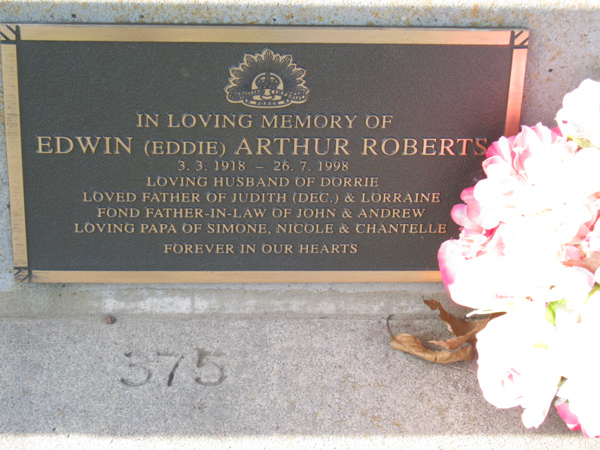 IN LOVING MEMORY OF
EDWIN (EDDIE) ARTHUR ROBERTS
3. 3. 1918 - 26. 7. 1998
LOVING HUSBAND OF DORRIE
LOVED FATHER OF JUDITH (DEC.) & LORRAINE
FOND FATHER-IN-LAW OF JOHN & ANDREW
LOVING PAPA OF SIMONE, NICOLE & CHANTELLE
FOREVER IN OUR HEARTS
375